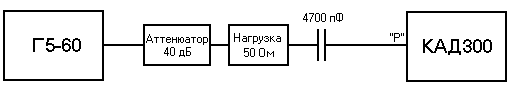 Г5-60
Аттенюатор
40 дБ
Нагрузка
50 Ом
4700 пФ
"Р"
КАД300